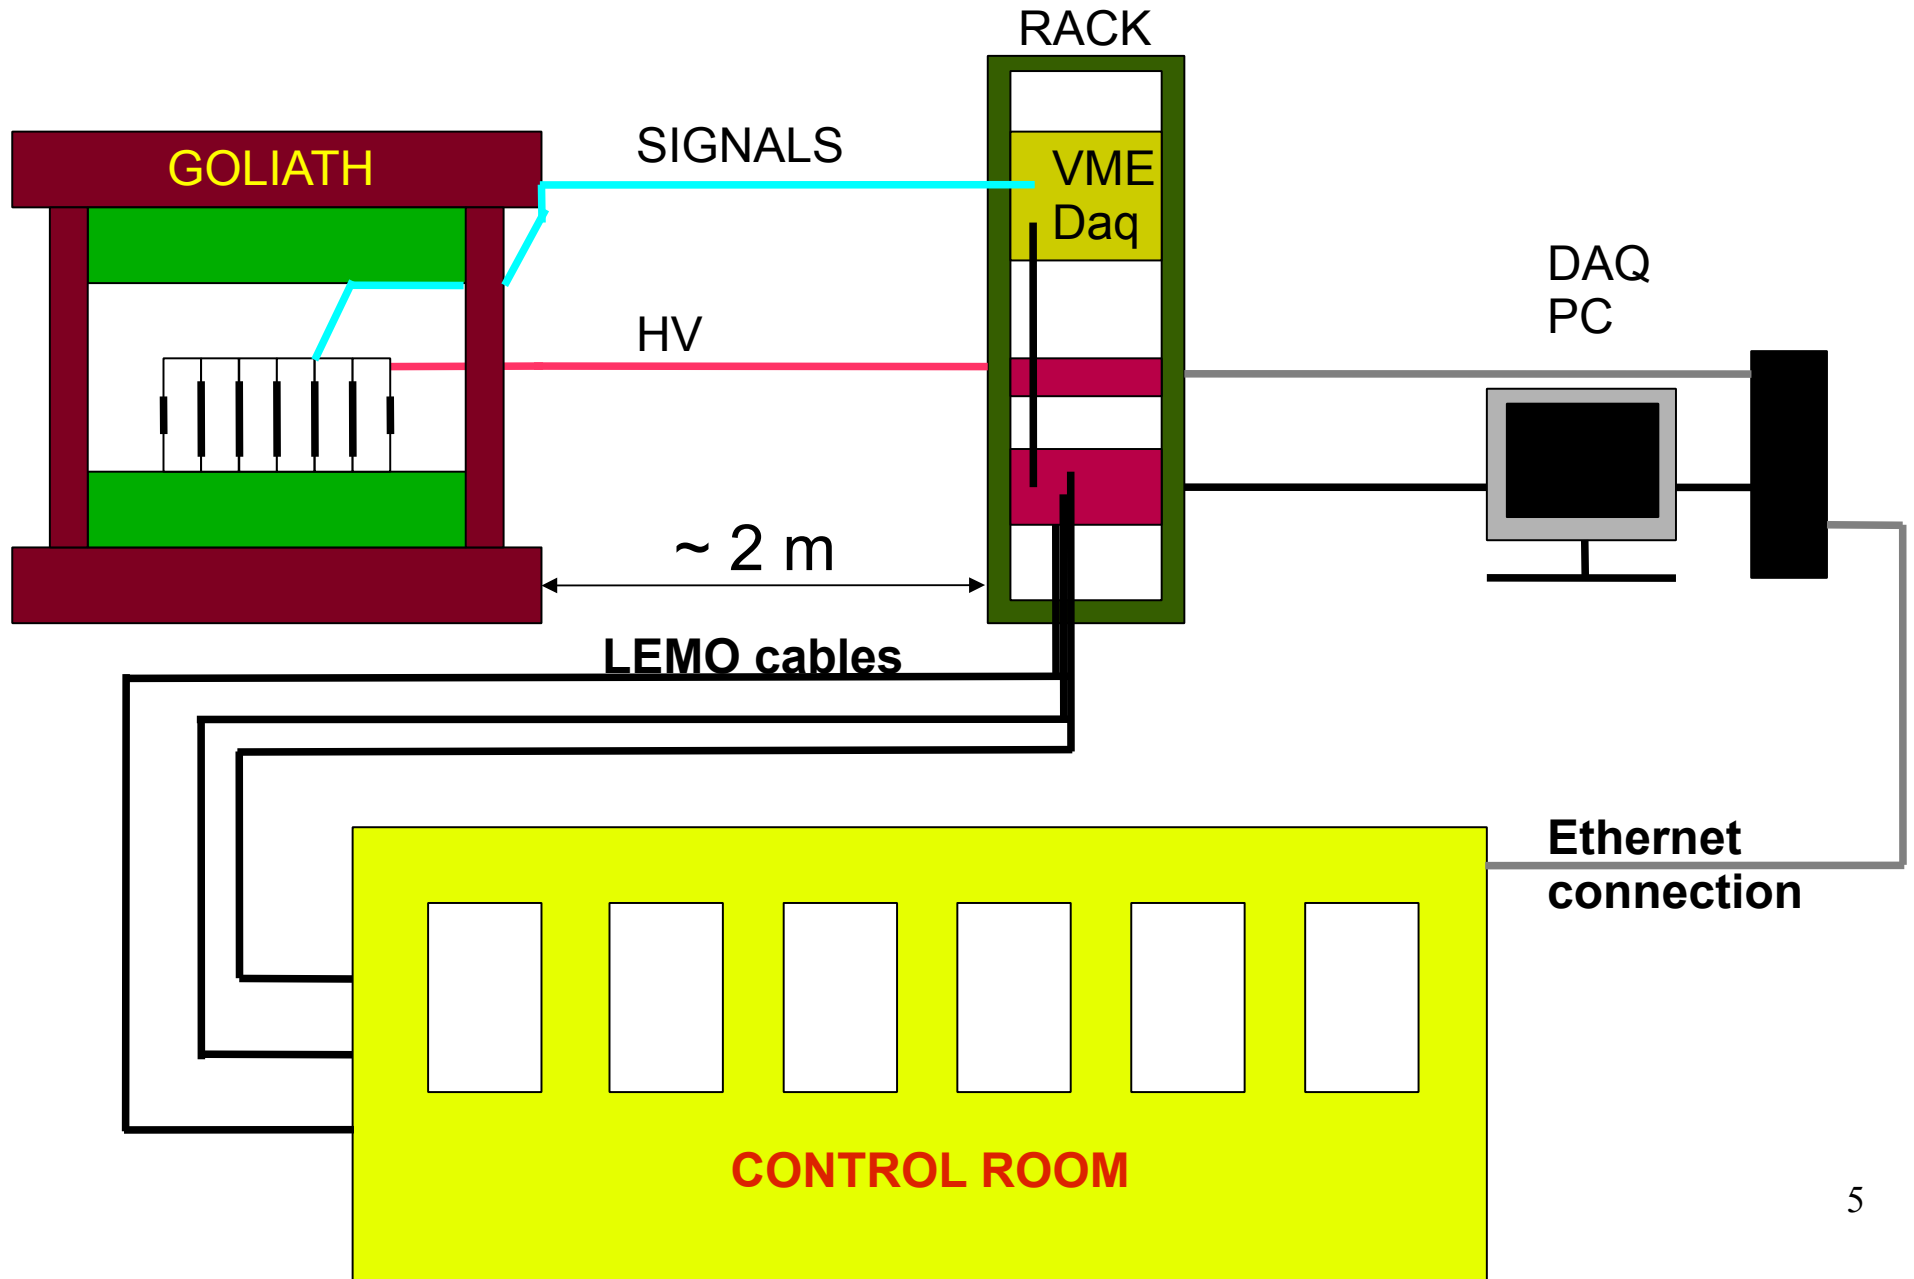 RACK
GOLIATH
SIGNALS
VME
Daq
HV
DAQ
PC
~ 2 m
LEMO cables
Ethernet
connection
CONTROL ROOM
5